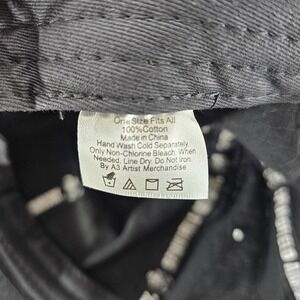 One Size Fits All
100%Cotton
Made in China
Hand Wash Cold Separately.
Only Non-Chlorine Bleach. When
Needed. Line Dry. Do Not Iron.
By A3 Artist Merchandise